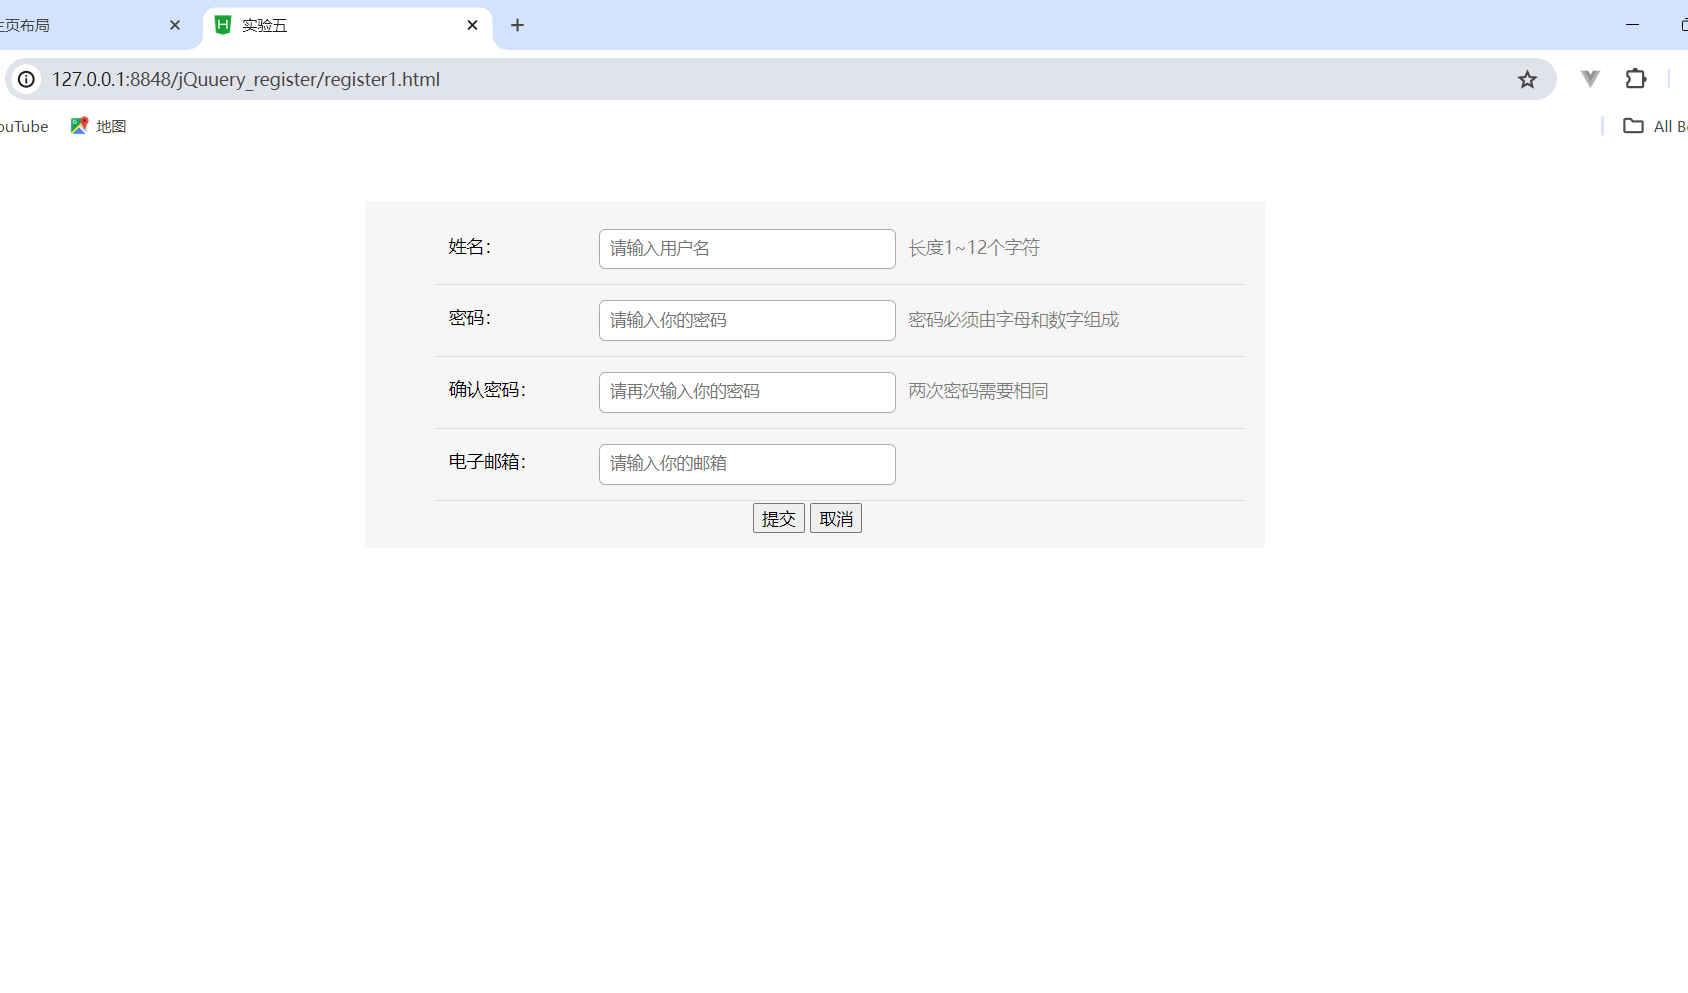 主页布局
实验五
127.0.0.1:8848/jQuuery_register/register1.html
ouTube
地图
All B
姓名：
请输入用户名
长度1~12个字符
密码：
请输入你的密码
密码必须由字母和数字组成
确认密码：
请再次输入你的密码
两次密码需要相同
电子邮箱：
请输入你的邮箱
提交 取消